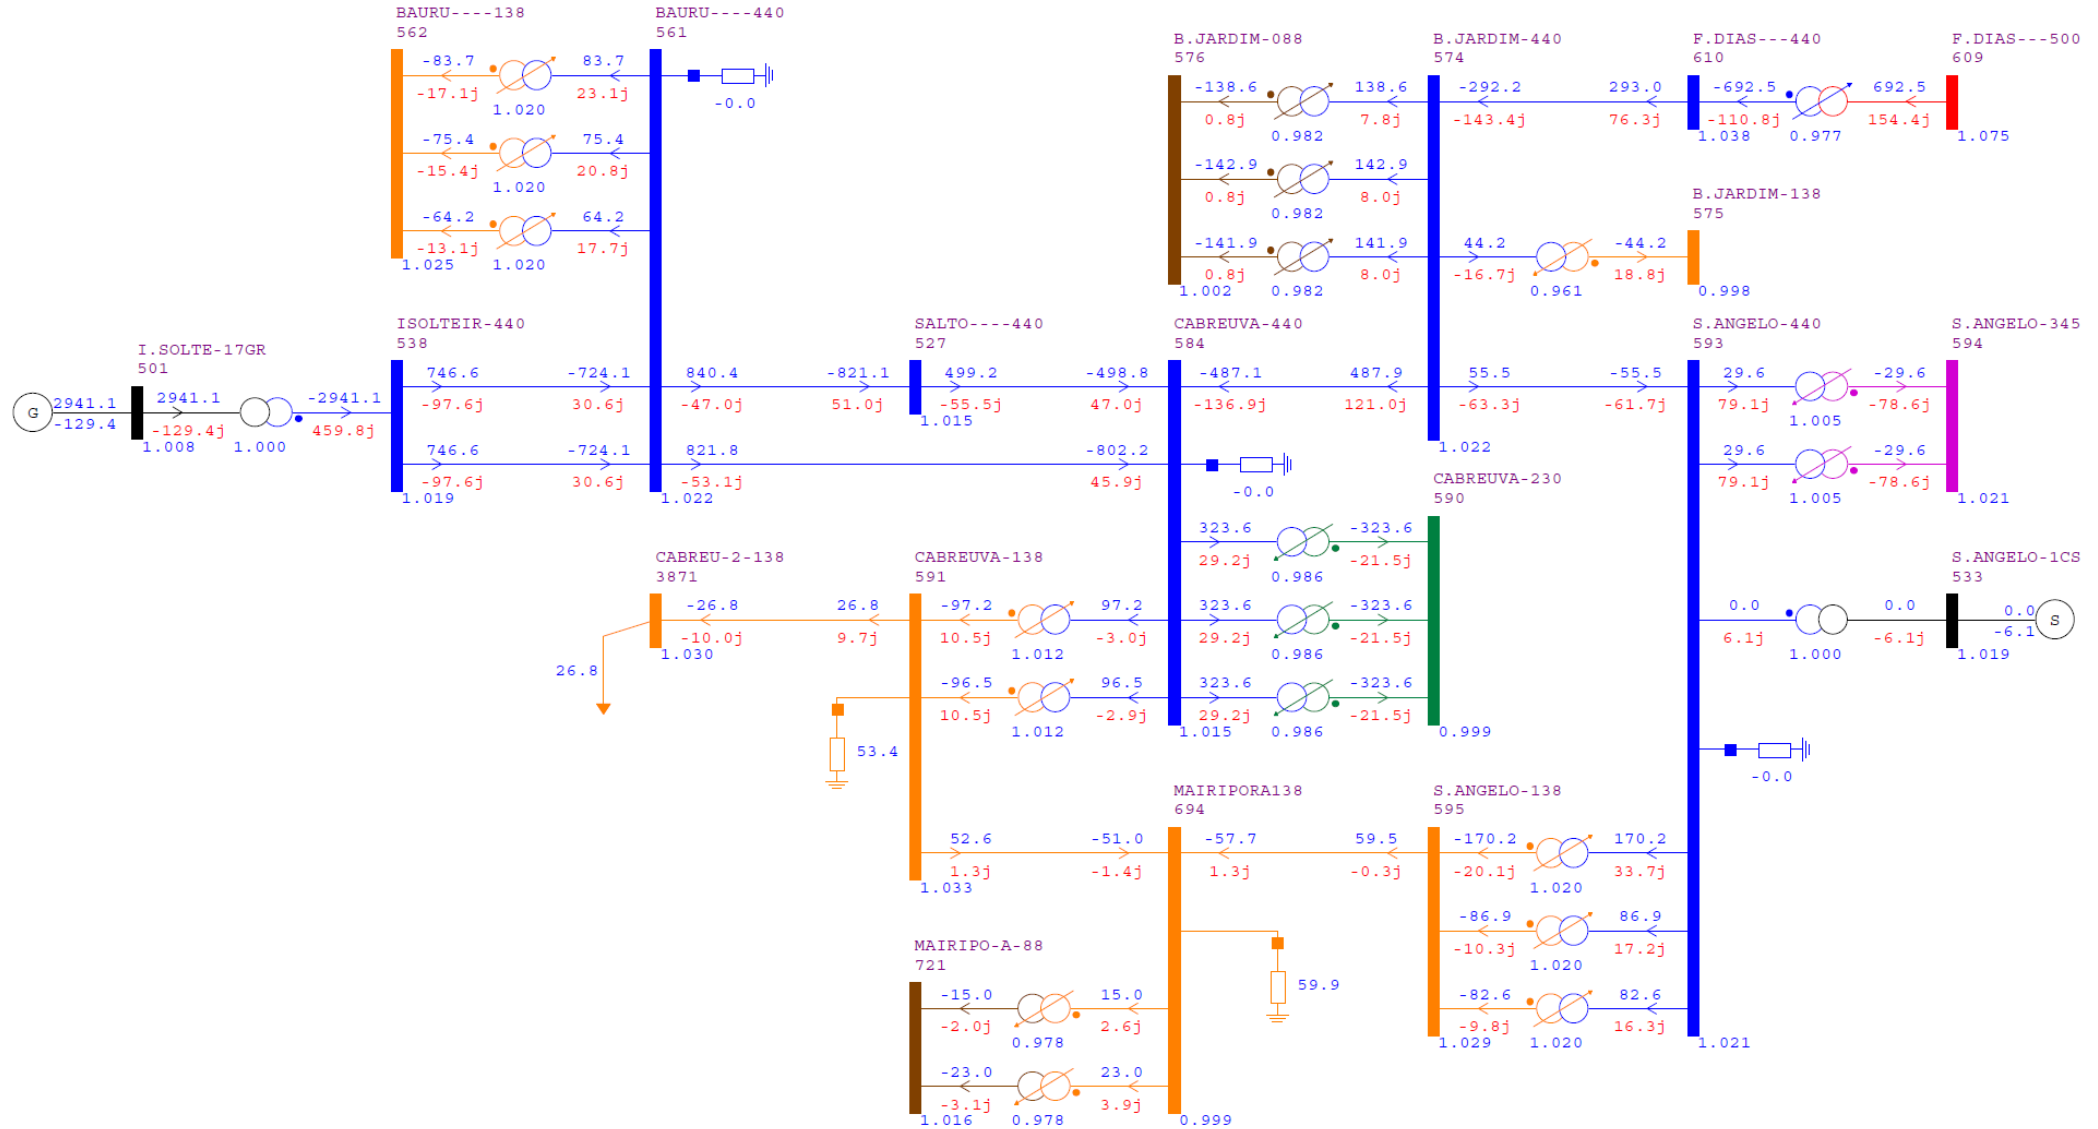 BAURU----138
562
BAURU----440
561
-83.7
-17.1j
1.020
83.7
23.1j
-0.0
-75.4
-15.4j
1.020
75.4
20.8j
-64.2
-13.1j
1.020
64.2
17.7j
1.025
B.JARDIM-088
576
B.JARDIM-440
574
F.DIAS---440
610
F.DIAS---500
609
-138.6
0.8j
0.982
138.6
7.8j
-292.2
-143.4j
293.0
76.3j
-692.5
-110.8j
1.038
0.977
692.5
154.4j
1.075
-142.9
0.8j
0.982
142.9
8.0j
B.JARDIM-138
575
-141.9
0.8j
1.002
0.982
141.9
8.0j
44.2
-16.7j
0.961
-44.2
18.8j
0.998
I.SOLTE-17GR
501
ISOLTEIR-440
538
SALTO----440
527
CABREUVA-440
584
S.ANGELO-440
593
S.ANGELO-345
594
G
2941.1
-129.4
2941.1
-129.4j
1.008
1.000
-2941.1
459.8j
746.6
-97.6j
-724.1
30.6j
840.4
-47.0j
-821.1
51.0j
1.015
499.2
-55.5j
-498.8
47.0j
-487.1
-136.9j
487.9
121.0j
55.5
-63.3j
-55.5
-61.7j
29.6
79.1j
1.005
-29.6
-78.6j
746.6
-97.6j
1.019
-724.1
30.6j
1.022
821.8
-53.1j
-802.2
45.9j
-0.0
1.022
29.6
79.1j
1.005
-29.6
-78.6j
1.021
CABREUVA-230
590
323.6
29.2j
0.986
-323.6
-21.5j
CABREU-2-138
3871
CABREUVA-138
591
S.ANGELO-1CS
533
26.8
-26.8
-10.0j
1.030
26.8
9.7j
-97.2
10.5j
1.012
97.2
-3.0j
323.6
29.2j
0.986
-323.6
-21.5j
0.0
6.1j
1.000
0.0
-6.1j
1.019
0.0
-6.1
S
53.4
-96.5
10.5j
1.012
96.5
-2.9j
1.015
323.6
29.2j
0.986
-323.6
-21.5j
0.999
-0.0
MAIRIPORA138
694
S.ANGELO-138
595
52.6
1.3j
1.033
-51.0
-1.4j
-57.7
1.3j
59.5
-0.3j
-170.2
-20.1j
1.020
170.2
33.7j
59.9
-86.9
-10.3j
1.020
86.9
17.2j
-82.6
-9.8j
1.029
1.020
82.6
16.3j
1.021
MAIRIPO-A-88
721
-15.0
-2.0j
0.978
15.0
2.6j
-23.0
-3.1j
1.016
0.978
23.0
3.9j
0.999